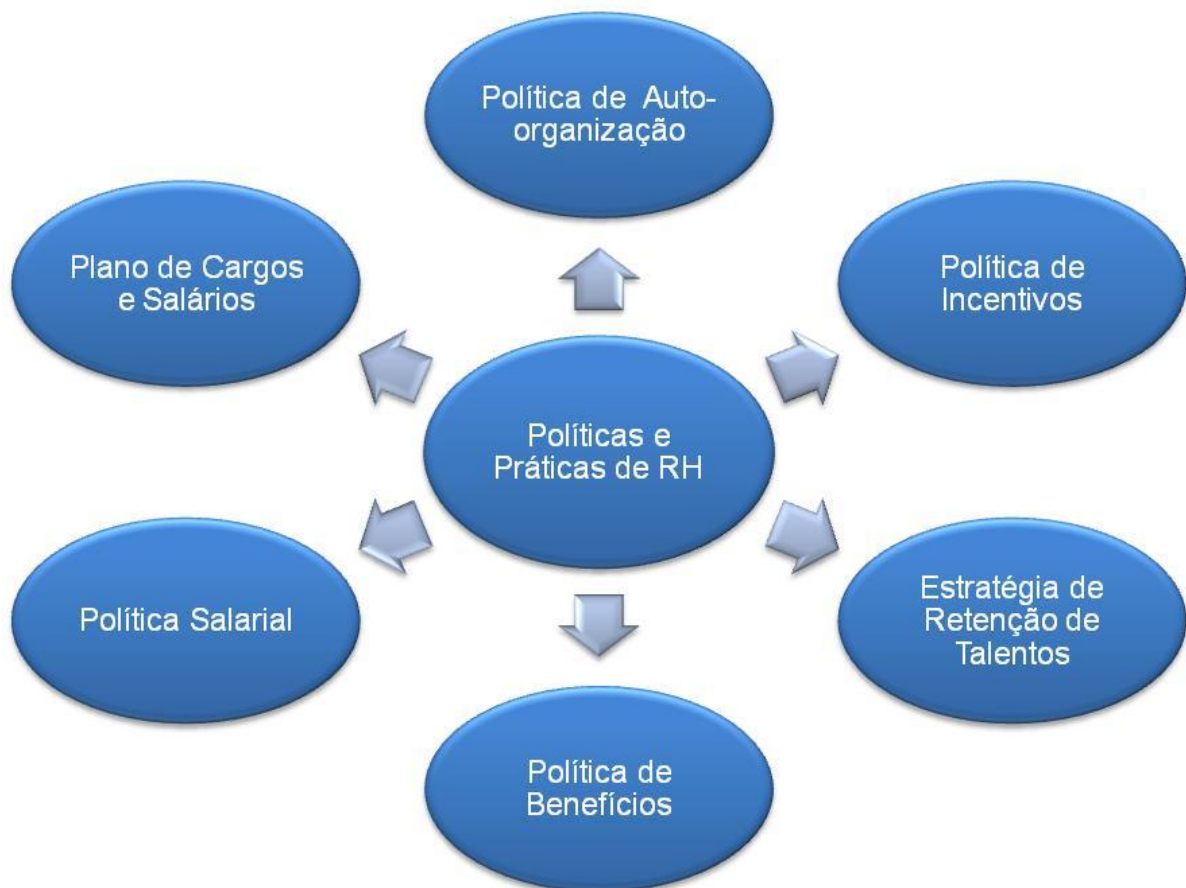 Política de Auto-
organização
Plano de Cargos
e Salários
Política de
Incentivos
Políticas e
Práticas de RH
Política Salarial
Estratégia de
Retenção de
Talentos
Política de
Benefícios